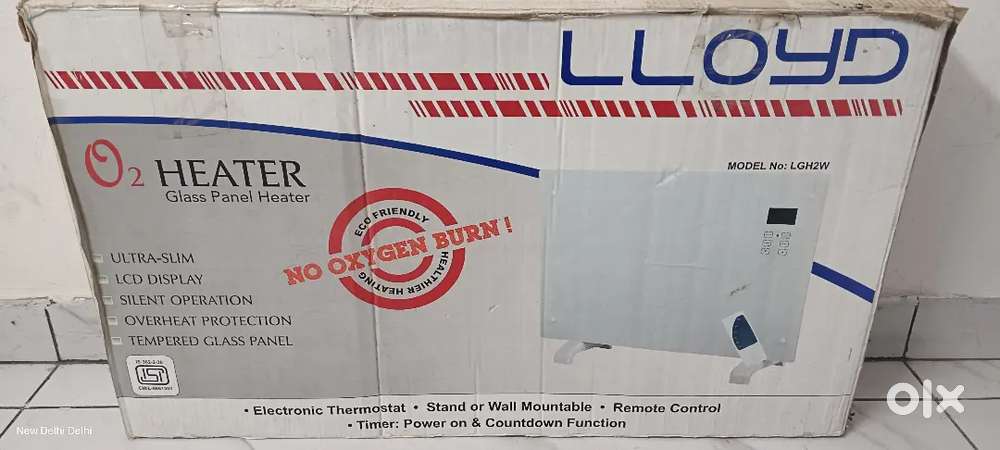 LLOYD
O2 HEATER
Glass Panel Heater
MODEL No: LGH2W
ECO FRIENDLY
NO OXYGEN BURN !
HEALTHIER HEATING
ULTRA-SLIM
LCD DISPLAY
SILENT OPERATION
OVERHEAT PROTECTION
TEMPERED GLASS PANEL
ISI
• Electronic Thermostat • Stand or Wall Mountable • Remote Control
• Timer: Power on & Countdown Function
New Delhi Delhi
olx